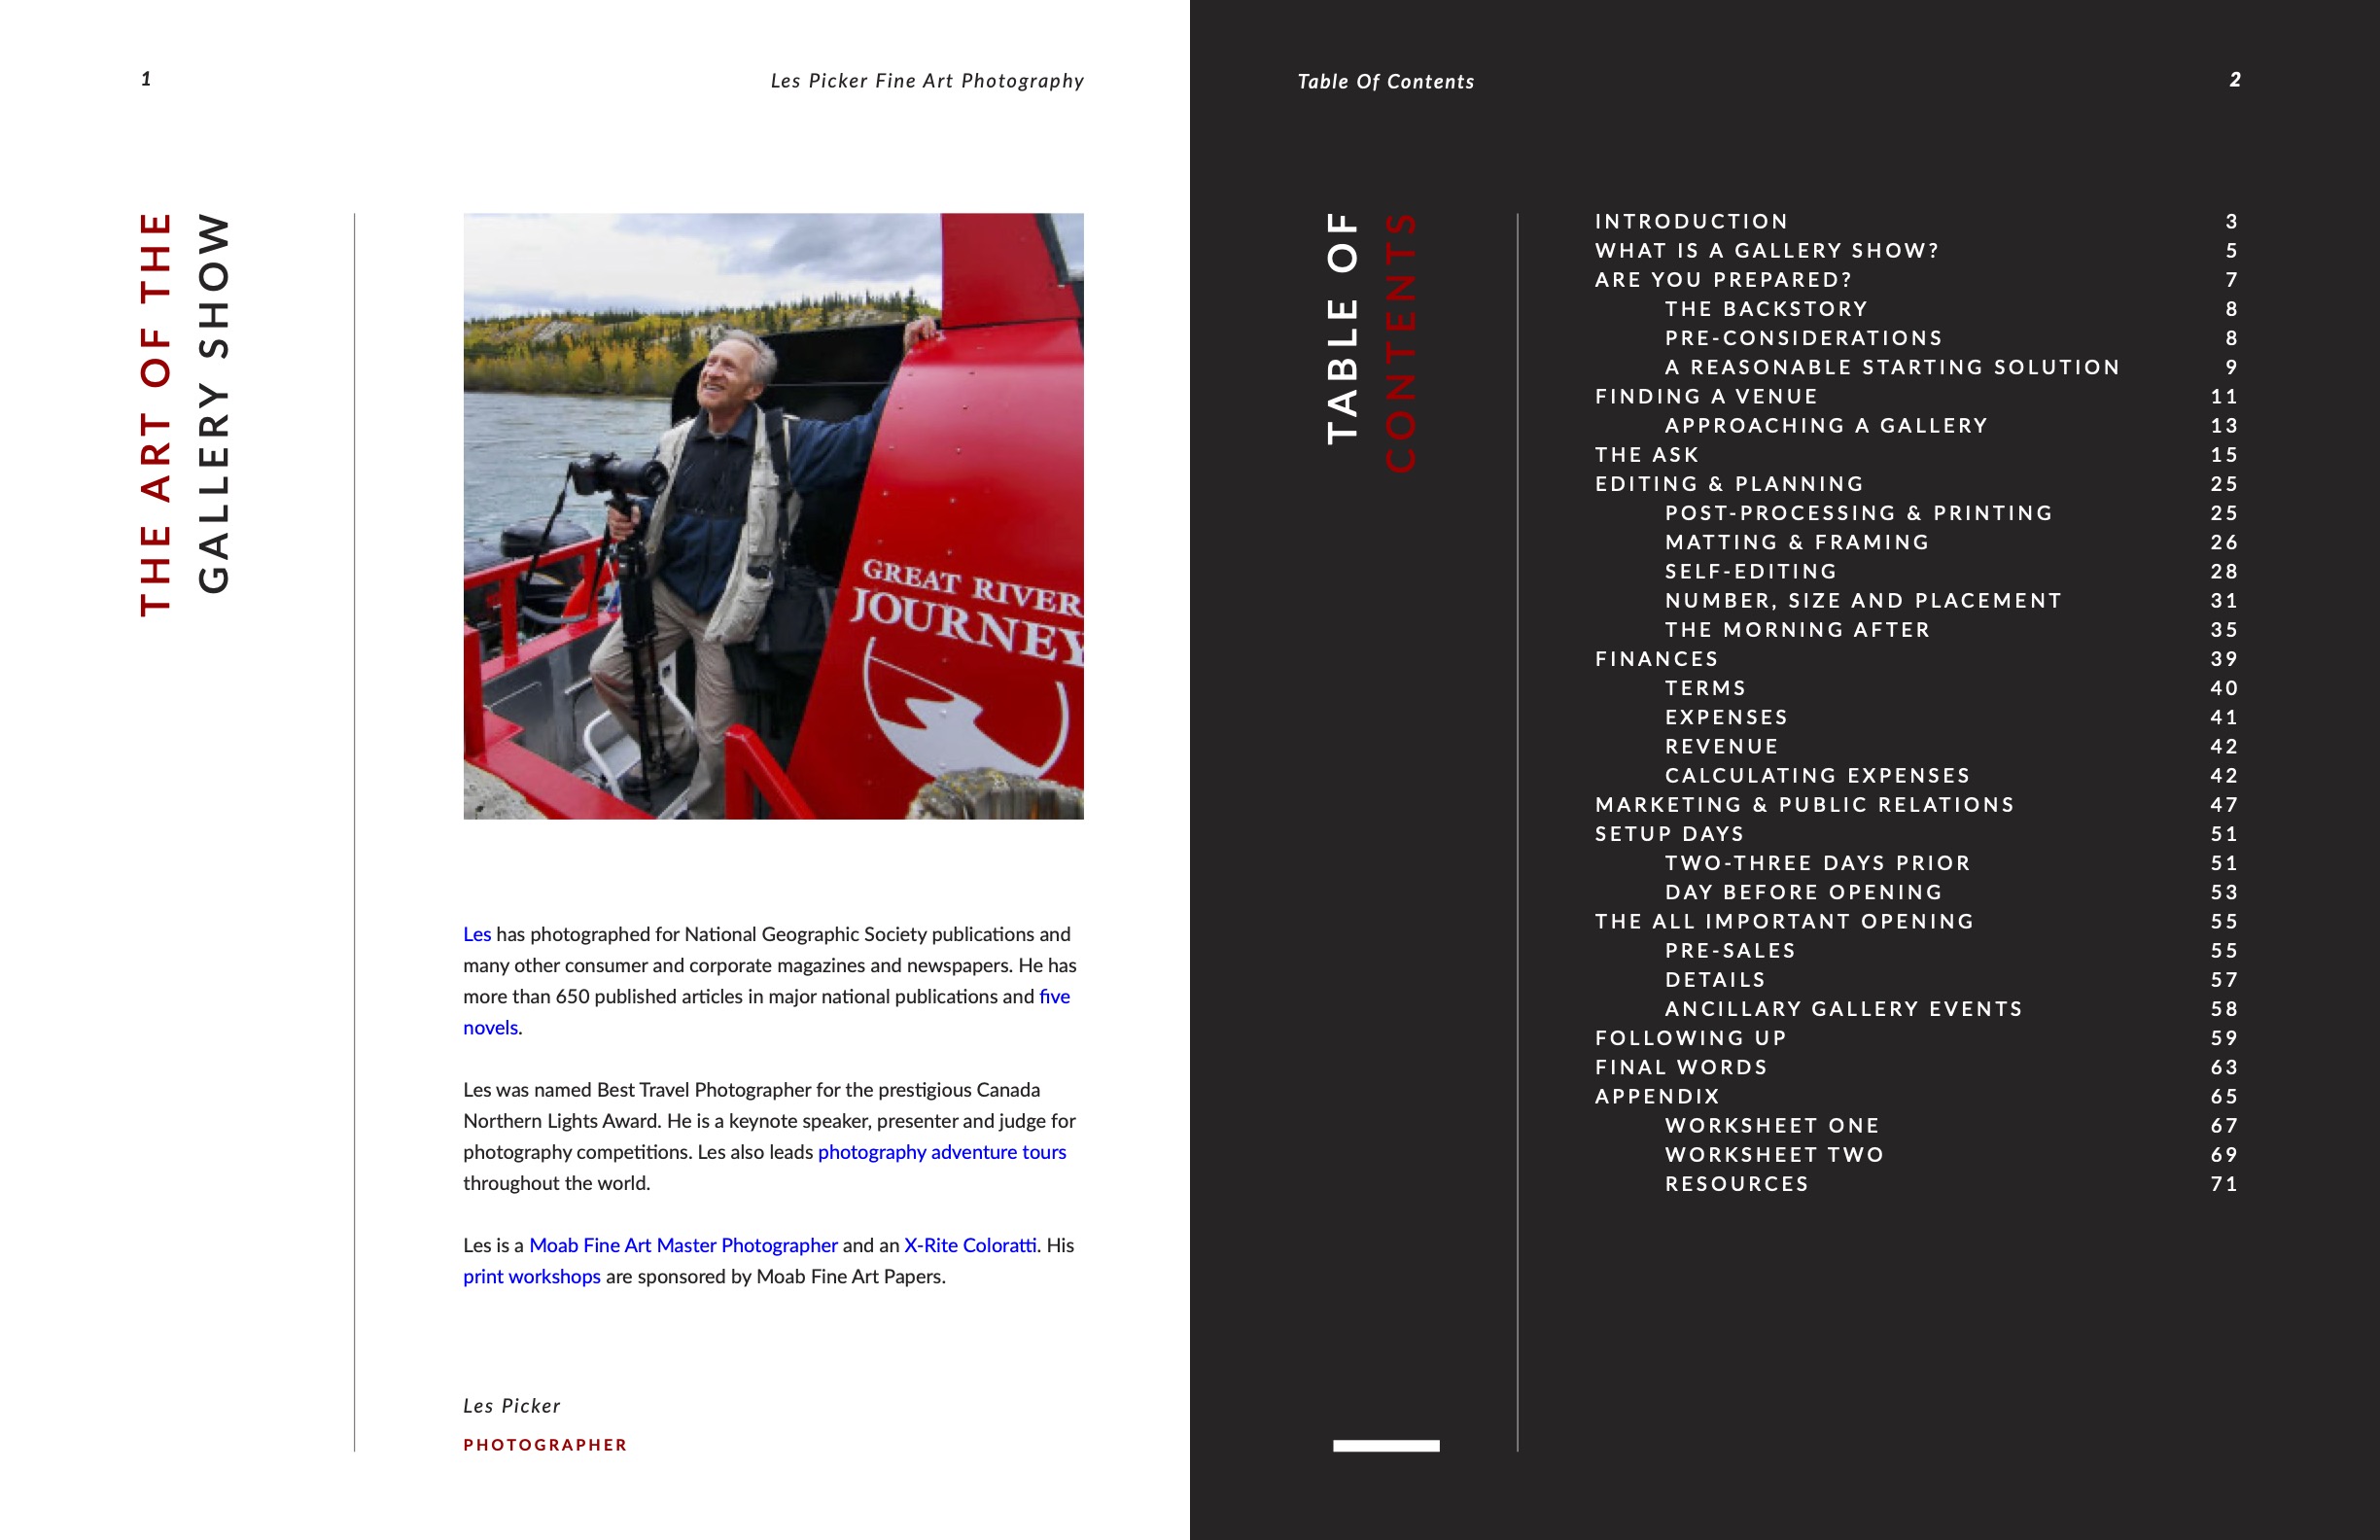 1
Les Picker Fine Art Photography
THE ART OF THE
GALLERY SHOW
GREAT RIVER
JOURNEY
Les has photographed for National Geographic Society publications and
many other consumer and corporate magazines and newspapers. He has
more than 650 published articles in major national publications and five
novels.
Les was named Best Travel Photographer for the prestigious Canada
Northern Lights Award. He is a keynote speaker, presenter and judge for
photography competitions. Les also leads photography adventure tours
throughout the world.
Les is a Moab Fine Art Master Photographer and an X-Rite Coloratti. His
print workshops are sponsored by Moab Fine Art Papers.
Les Picker
PHOTOGRAPHER
Table Of Contents
2
TABLE OF
CONTENTS
INTRODUCTION 3
WHAT IS A GALLERY SHOW? 5
ARE YOU PREPARED? 7
THE BACKSTORY 8
PRE-CONSIDERATIONS 8
A REASONABLE STARTING SOLUTION 9
FINDING A VENUE 11
APPROACHING A GALLERY 13
THE ASK 15
EDITING & PLANNING 25
POST-PROCESSING & PRINTING 25
MATTING & FRAMING 26
SELF-EDITING 28
NUMBER, SIZE AND PLACEMENT 31
THE MORNING AFTER 35
FINANCES 39
TERMS 40
EXPENSES 41
REVENUE 42
CALCULATING EXPENSES 42
MARKETING & PUBLIC RELATIONS 47
SETUP DAYS 51
TWO-THREE DAYS PRIOR 51
DAY BEFORE OPENING 53
THE ALL IMPORTANT OPENING 55
PRE-SALES 55
DETAILS 57
ANCILLARY GALLERY EVENTS 58
FOLLOWING UP 59
FINAL WORDS 63
APPENDIX 65
WORKSHEET ONE 67
WORKSHEET TWO 69
RESOURCES 71